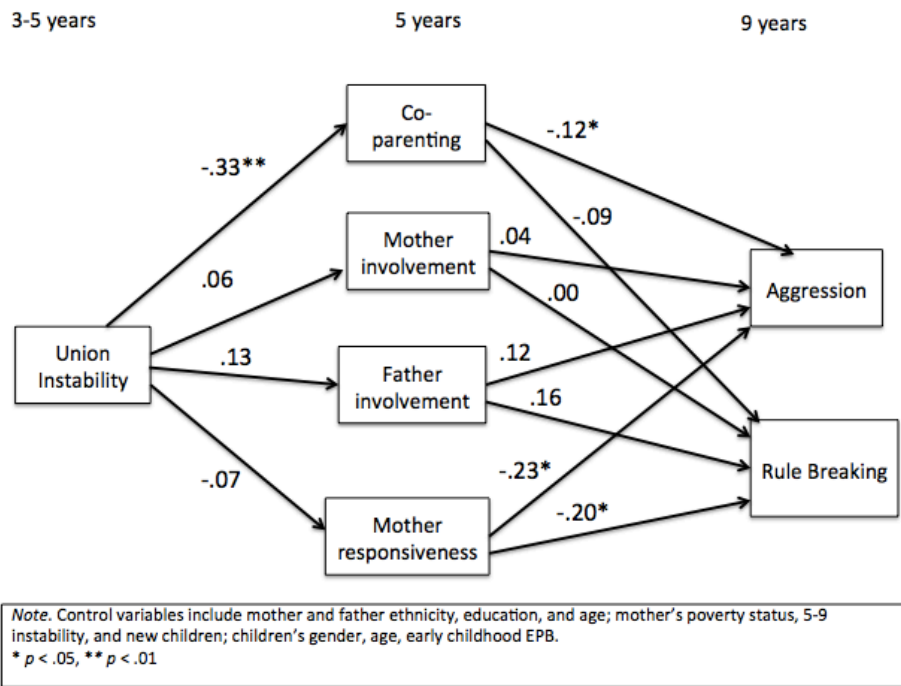 3-5 years
5 years
9 years
Co-
parenting
-.12*
-.33**
-.09
Mother
involvement
.04
.06
.00
Aggression
Union
Instability
.13
Father
involvement
.12
.16
-.07
-.23*
Rule Breaking
Mother
responsiveness
-.20*
Note. Control variables include mother and father ethnicity, education, and age; mother's poverty status, 5-9
instability, and new children; children's gender, age, early childhood EPB.
* p < .05, ** p < .01